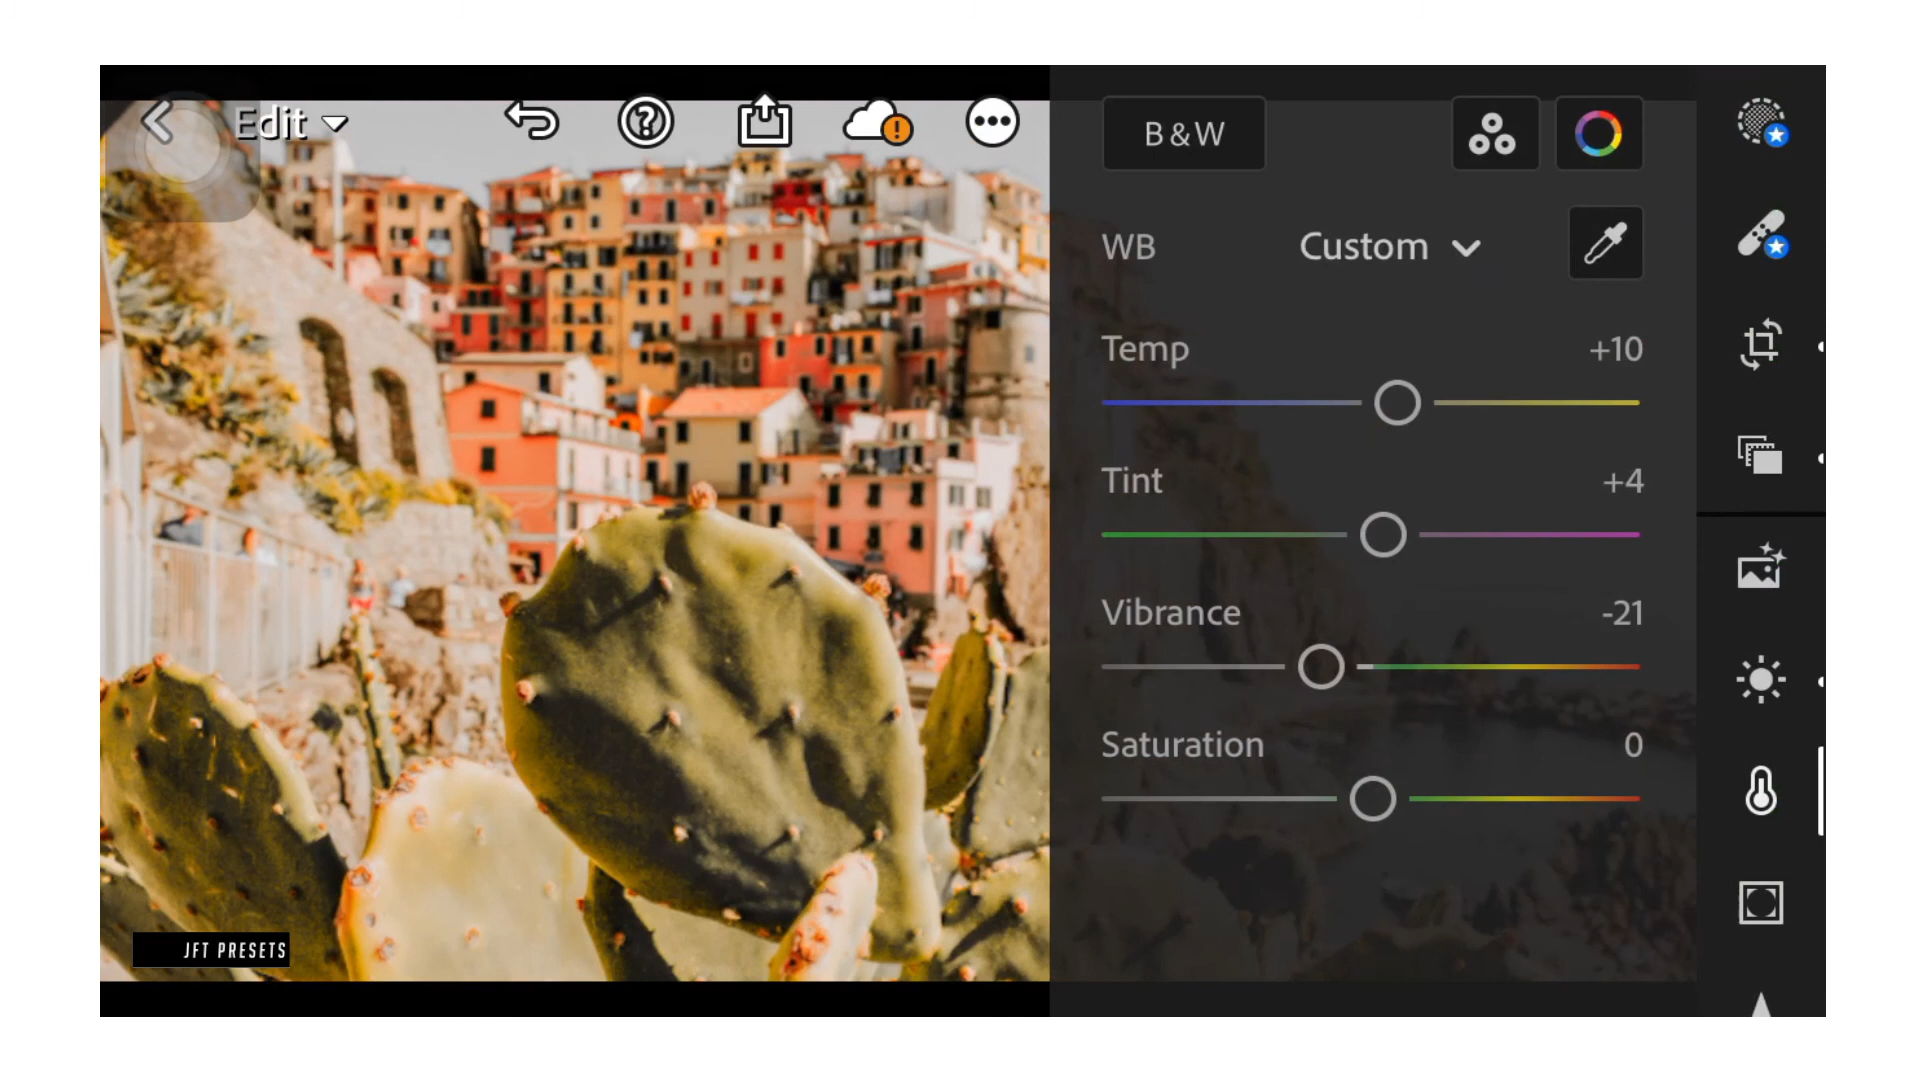 Edit
B&W
WB Custom
Temp +10
Tint +4
Vibrance -21
Saturation 0
JFT PRESETS